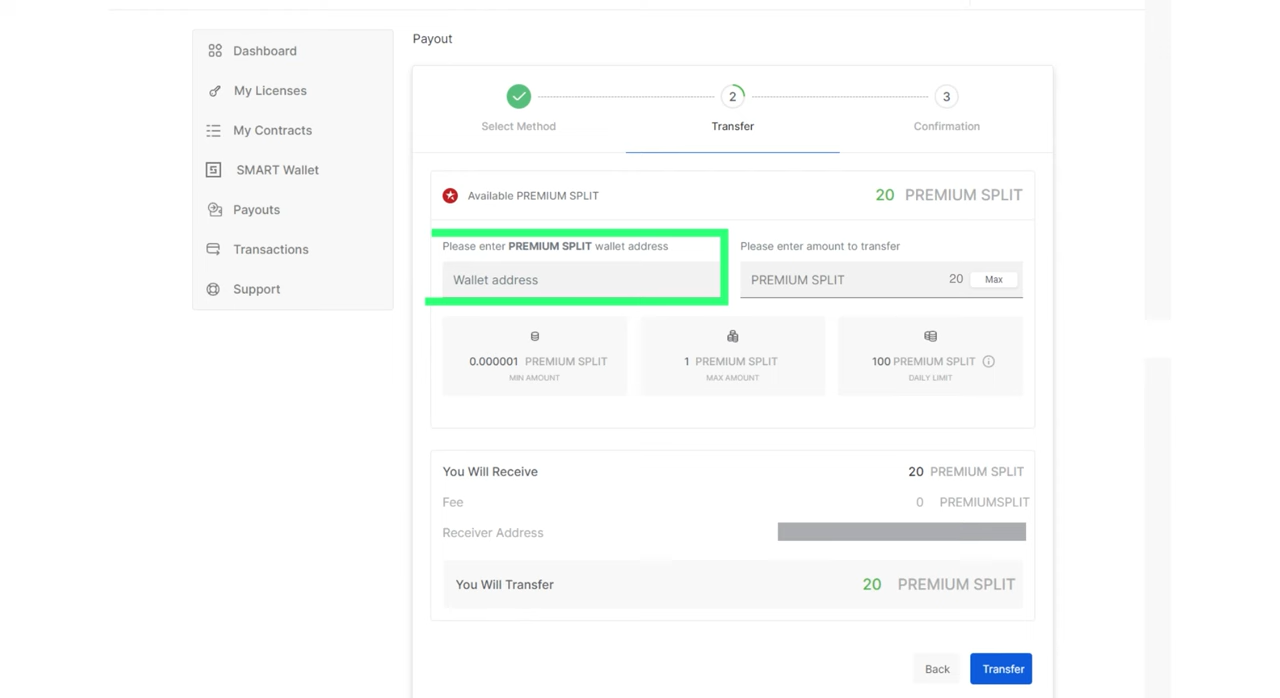 Payout
Dashboard
My Licenses
My Contracts
SMART Wallet
Payouts
Transactions
Support
2
3
Select Method
Transfer
Confirmation
Available PREMIUM SPLIT
20 PREMIUM SPLIT
Please enter PREMIUM SPLIT wallet address
Please enter amount to transfer
Wallet address
PREMIUM SPLIT 20 Max
0.000001 PREMIUM SPLIT
MIN AMOUNT
1 PREMIUM SPLIT
MAX AMOUNT
100 PREMIUM SPLIT
DAILY LIMIT
You Will Receive 20 PREMIUM SPLIT
Fee 0 PREMIUMSPLIT
Receiver Address
You Will Transfer 20 PREMIUM SPLIT
Back Transfer